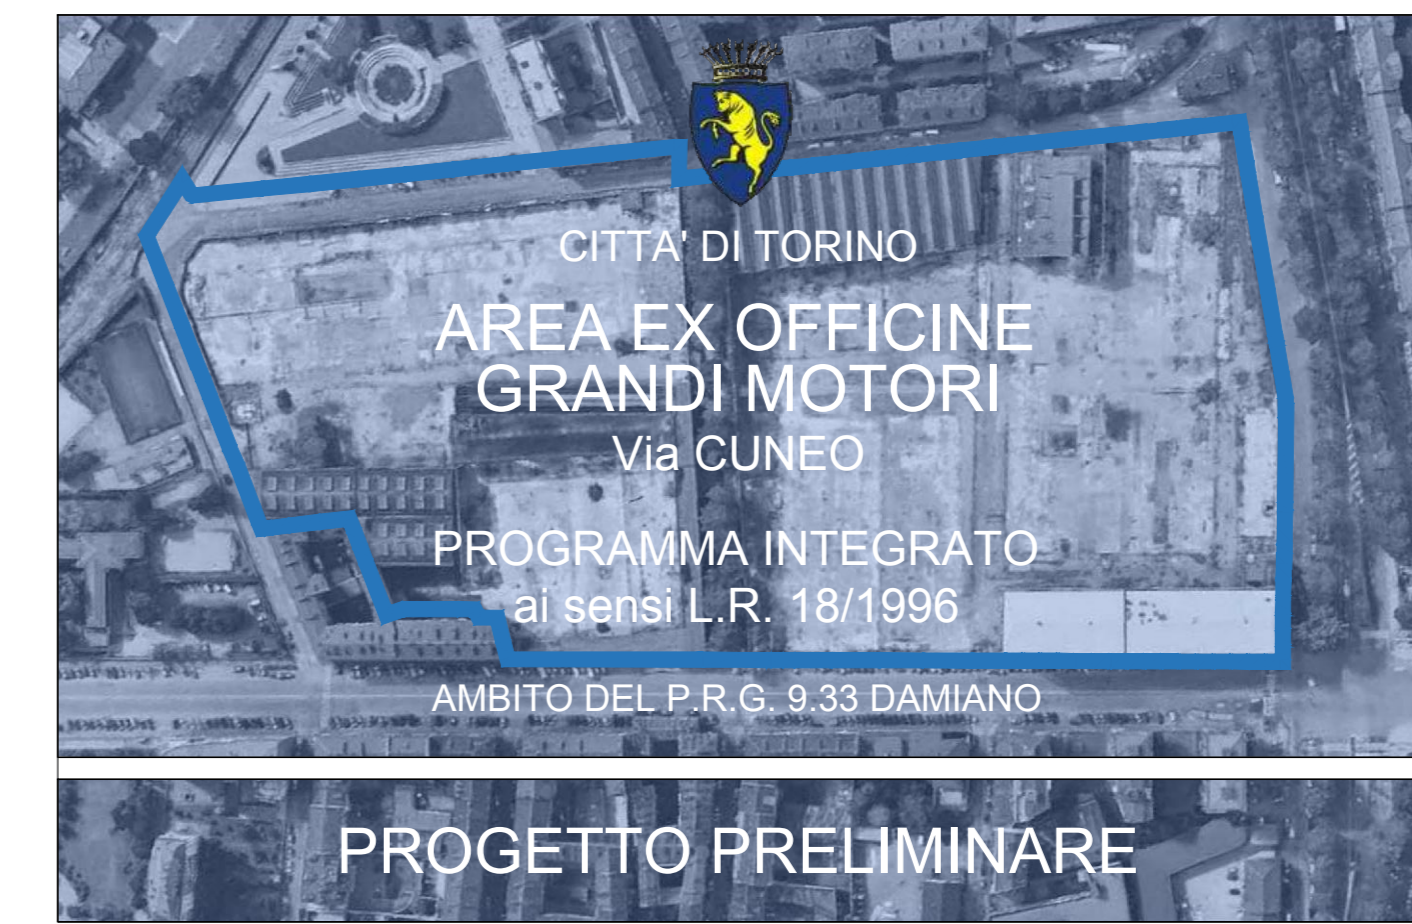 CITTA' DI TORINO
AREA EX OFFICINE
GRANDI MOTORI
Via CUNEO
PROGRAMMA INTEGRATO
ai sensi L.R. 18/1996
AMBITO DEL P.R.G. 9.33 DAMIANO
PROGETTO PRELIMINARE